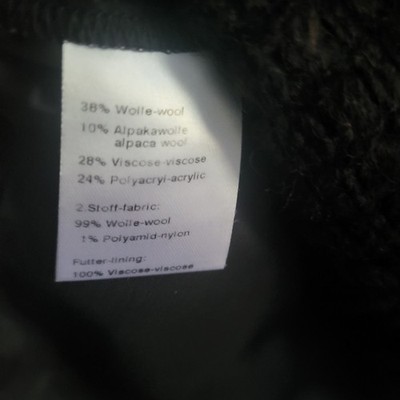 38% Wolle-wool
10% Alpakawolle
alpaca wool
28% Viscose-viscose
24% Polyacryl-acrylic
2.Stoff-fabric:
99% Wolle-wool
1% Polyamid-nylon
Futter-lining:
100% Viscose-viscose